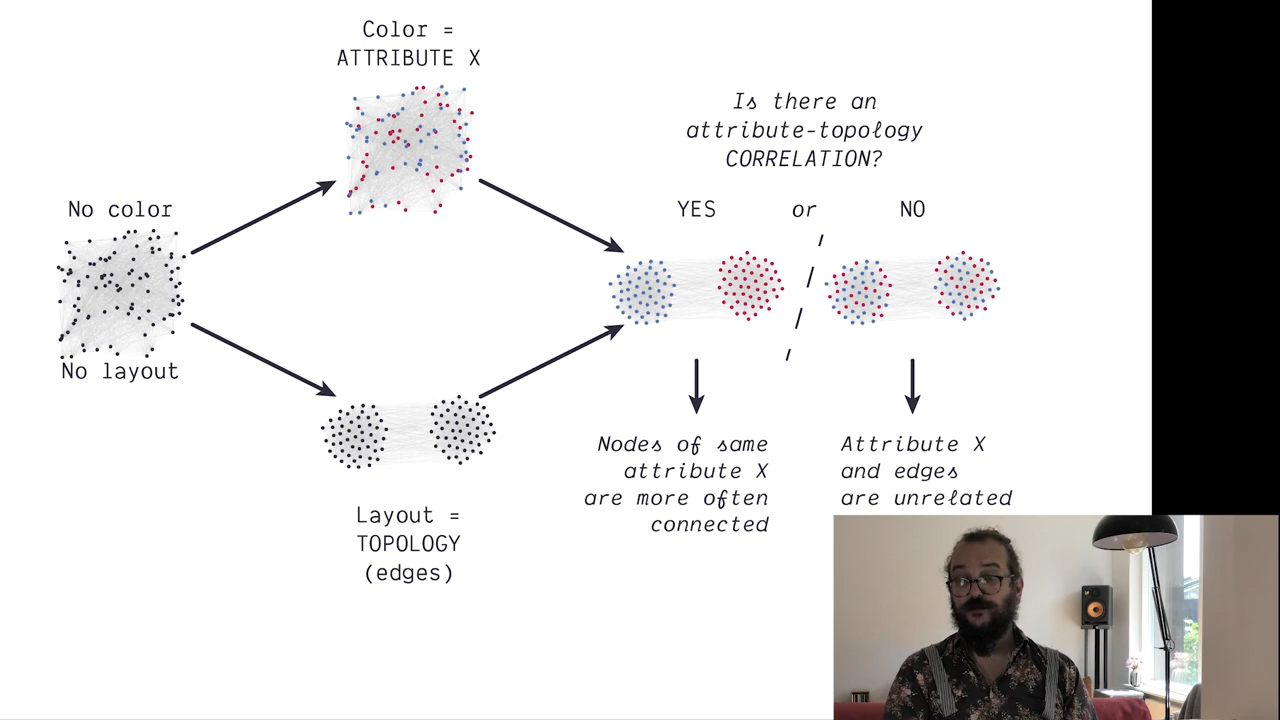 Color =
ATTRIBUTE X
Is there an
attribute-topology
CORRELATION?
No color
YES or NO
No layout
Nodes of same
attribute X
are more often
connected
Attribute X
and edges
are unrelated
Layout =
TOPOLOGY
(edges)